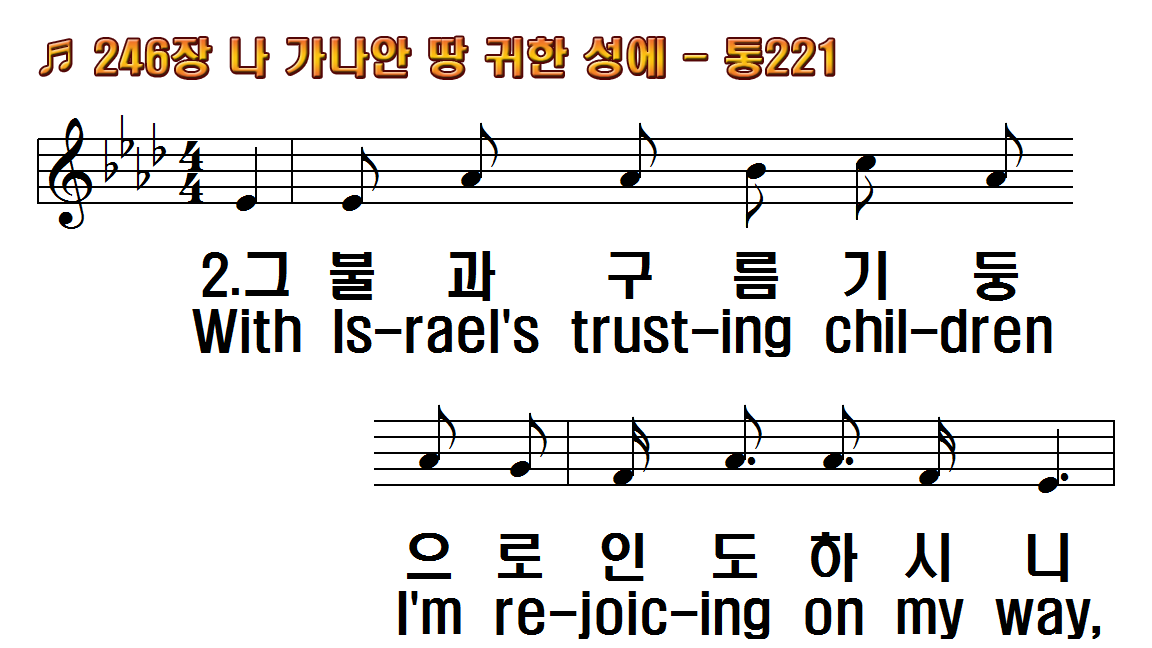 ♬ 246장 나 가나안 땅 귀한 성에 - 통221
4
4
2.그 불 과 구 름 기 둥
With Is-rael's trust-ing chil-dren
으 로 인 도 하 시 니
I'm re-joic-ing on my way,